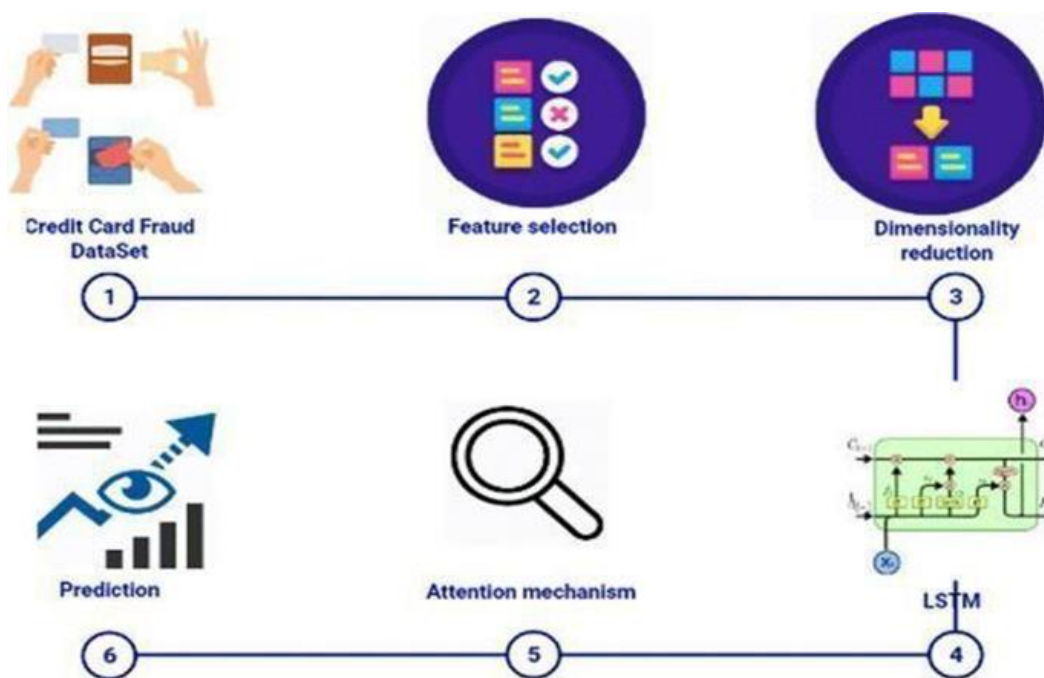 Credit Card Fraud
DataSet
Feature selection
Dimensionality
reduction
1
2
3
Prediction
Attention mechanism
LSTM
6
5
4